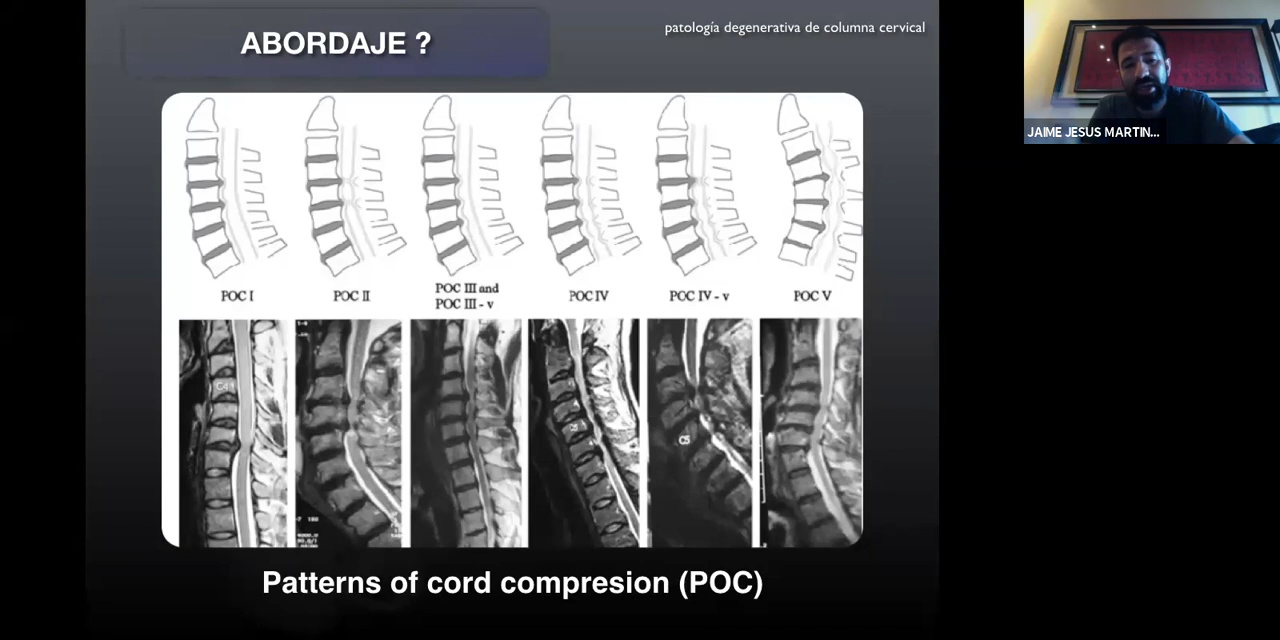 ABORDAJE ?
patología degenerativa de columna cervical
JAIME JESUS MARTIN...
POC I
POC II
POC III and
POC III - v
POC IV
POC IV - v
POC V
C5
Patterns of cord compresion (POC)